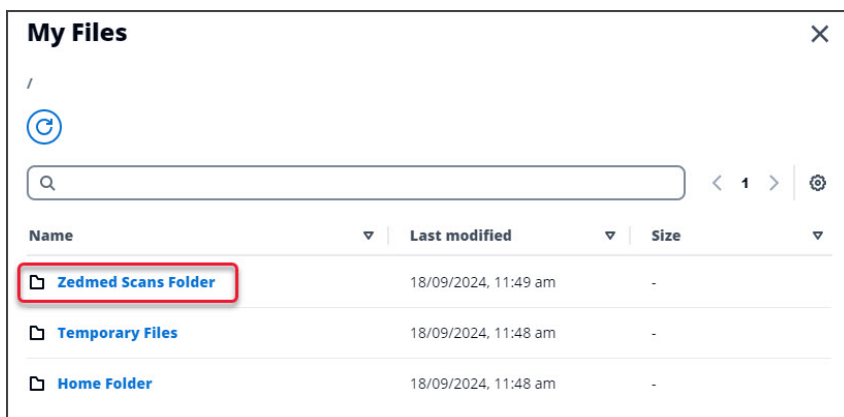 My Files
/
1
Name Last modified Size
Zedmed Scans Folder 18/09/2024, 11:49 am -
Temporary Files 18/09/2024, 11:48 am -
Home Folder 18/09/2024, 11:48 am -